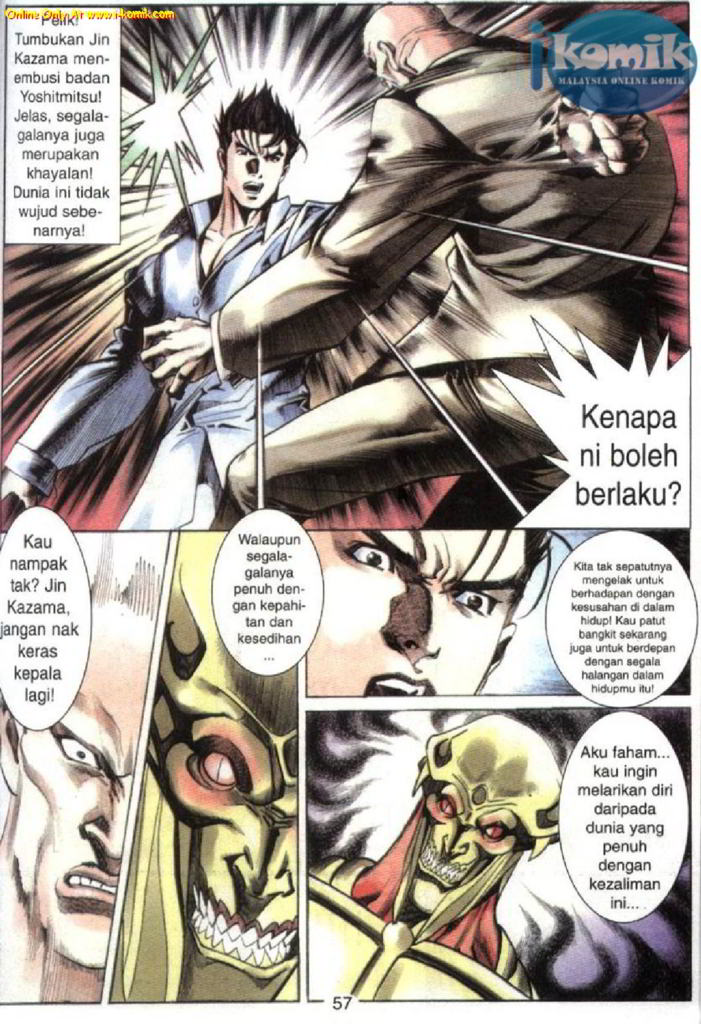 Online Only At www.i-komik.com
ikomik
MALAYSIA ONLINE KOMIK
Pelik!
Tumbukan Jin
Kazama men-
embusi badan
Yoshitmitsu!
Jelas, segala-
galanya juga
merupakan
khayalan!
Dunia ini tidak
wujud sebe-
narnya!
Kenapa
ni boleh
berlaku?
Kau
nampak
tak? Jin
Kazama,
jangan nak
keras
kepala
lagi!
Walaupun
segala-
galanya
penuh den-
gan kepahi-
tan dan
kesedihan
...
Kita tak sepatutnya
mengelak untuk
berhadapan dengan
kesusahan di dalam
hidup! Kau patut
bangkit sekarang
juga untuk berdepan
dengan segala
halangan dalam
hidupmu itu!
Aku faham...
kau ingin
melarikan diri
daripada
dunia yang
penuh
dengan
kezaliman
ini...
57